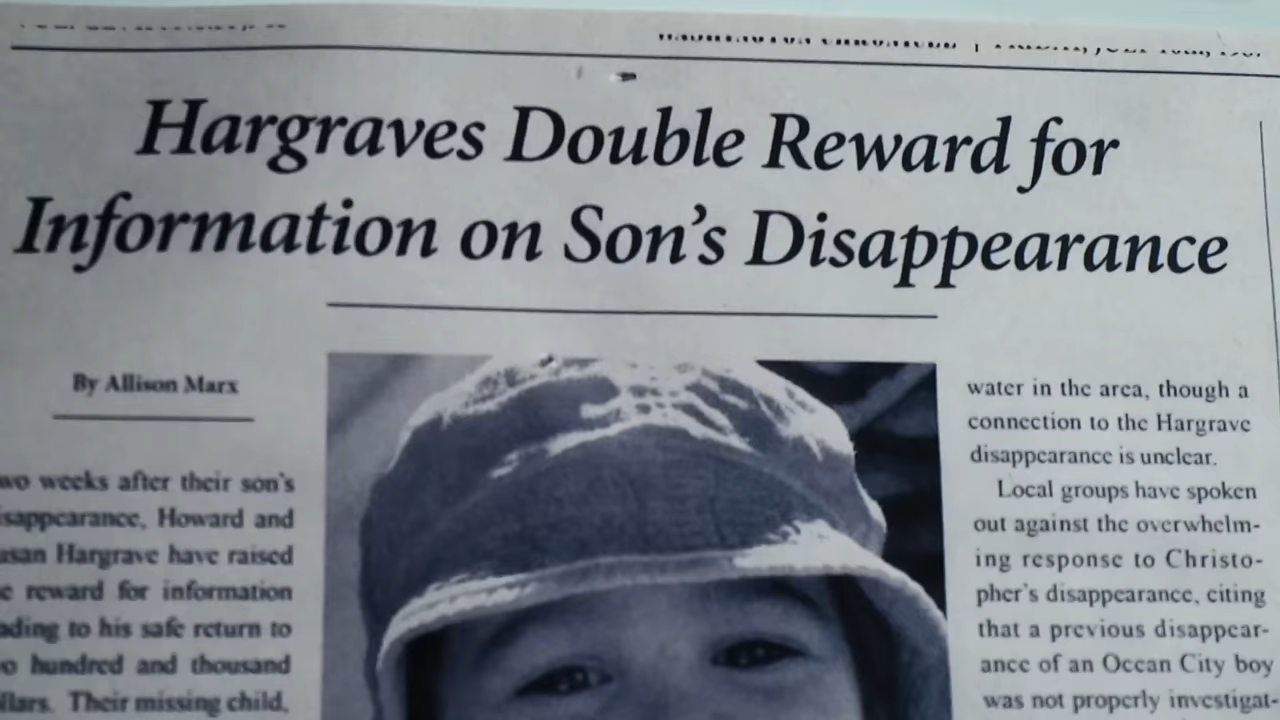 Hargraves Double Reward for
Information on Son's Disappearance
By Allison Marx
wo weeks after their son's
sappearance, Howard and
usan Hargrave have raised
e reward for information
ading to his safe return to
wo hundred and thousand
llars. Their missing child,
water in the area, though a
connection to the Hargrave
disappearance is unclear.
Local groups have spoken
out against the overwhelm-
ing response to Christo-
pher's disappearance, citing
that a previous disappear-
ance of an Ocean City boy
was not properly investigat-